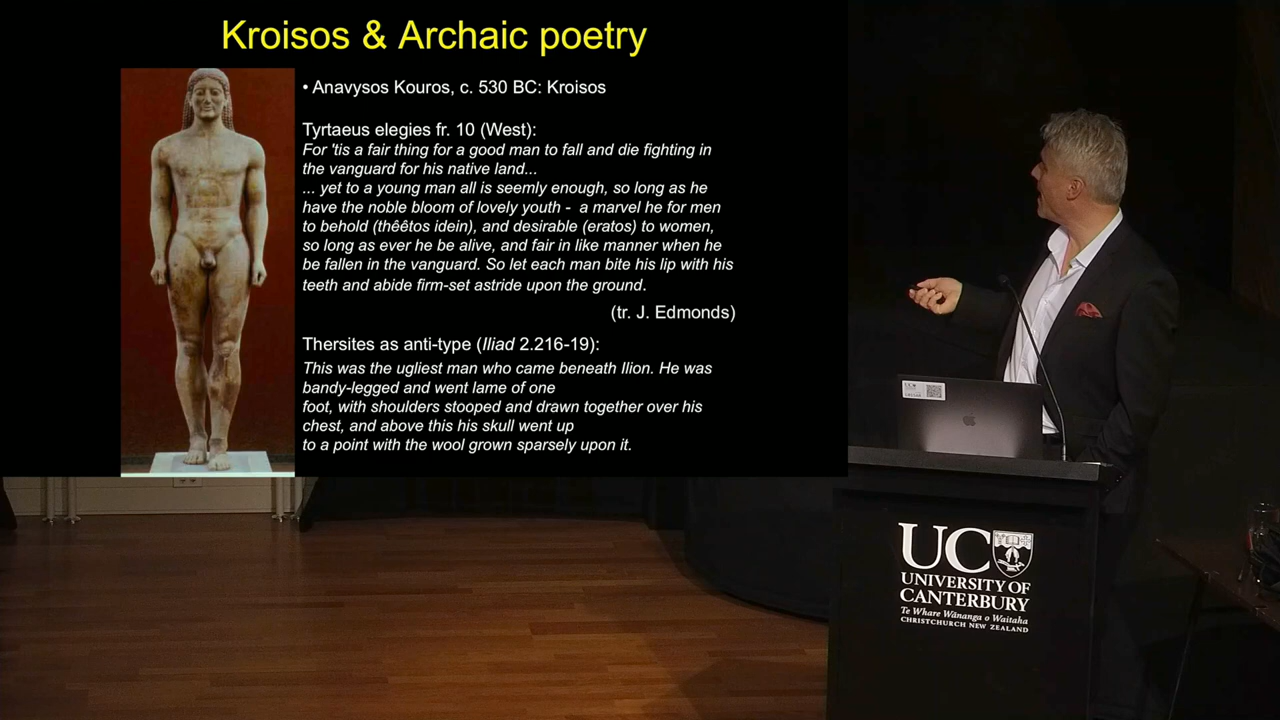 Kroisos & Archaic poetry
• Anavysos Kouros, c. 530 BC: Kroisos
Tyrtaeus elegies fr. 10 (West):
For 'tis a fair thing for a good man to fall and die fighting in
the vanguard for his native land...
... yet to a young man all is seemly enough, so long as he
have the noble bloom of lovely youth - a marvel he for men
to behold (thêêtos idein), and desirable (eratos) to women,
so long as ever he be alive, and fair in like manner when he
be fallen in the vanguard. So let each man bite his lip with his
teeth and abide firm-set astride upon the ground.
(tr. J. Edmonds)
Thersites as anti-type (Iliad 2.216-19):
This was the ugliest man who came beneath Ilion. He was
bandy-legged and went lame of one
foot, with shoulders stooped and drawn together over his
chest, and above this his skull went up
to a point with the wool grown sparsely upon it.
UC
UC
UNIVERSITY OF
CANTERBURY
Te Whare Wānanga o Waitaha
CHRISTCHURCH NEW ZEALAND